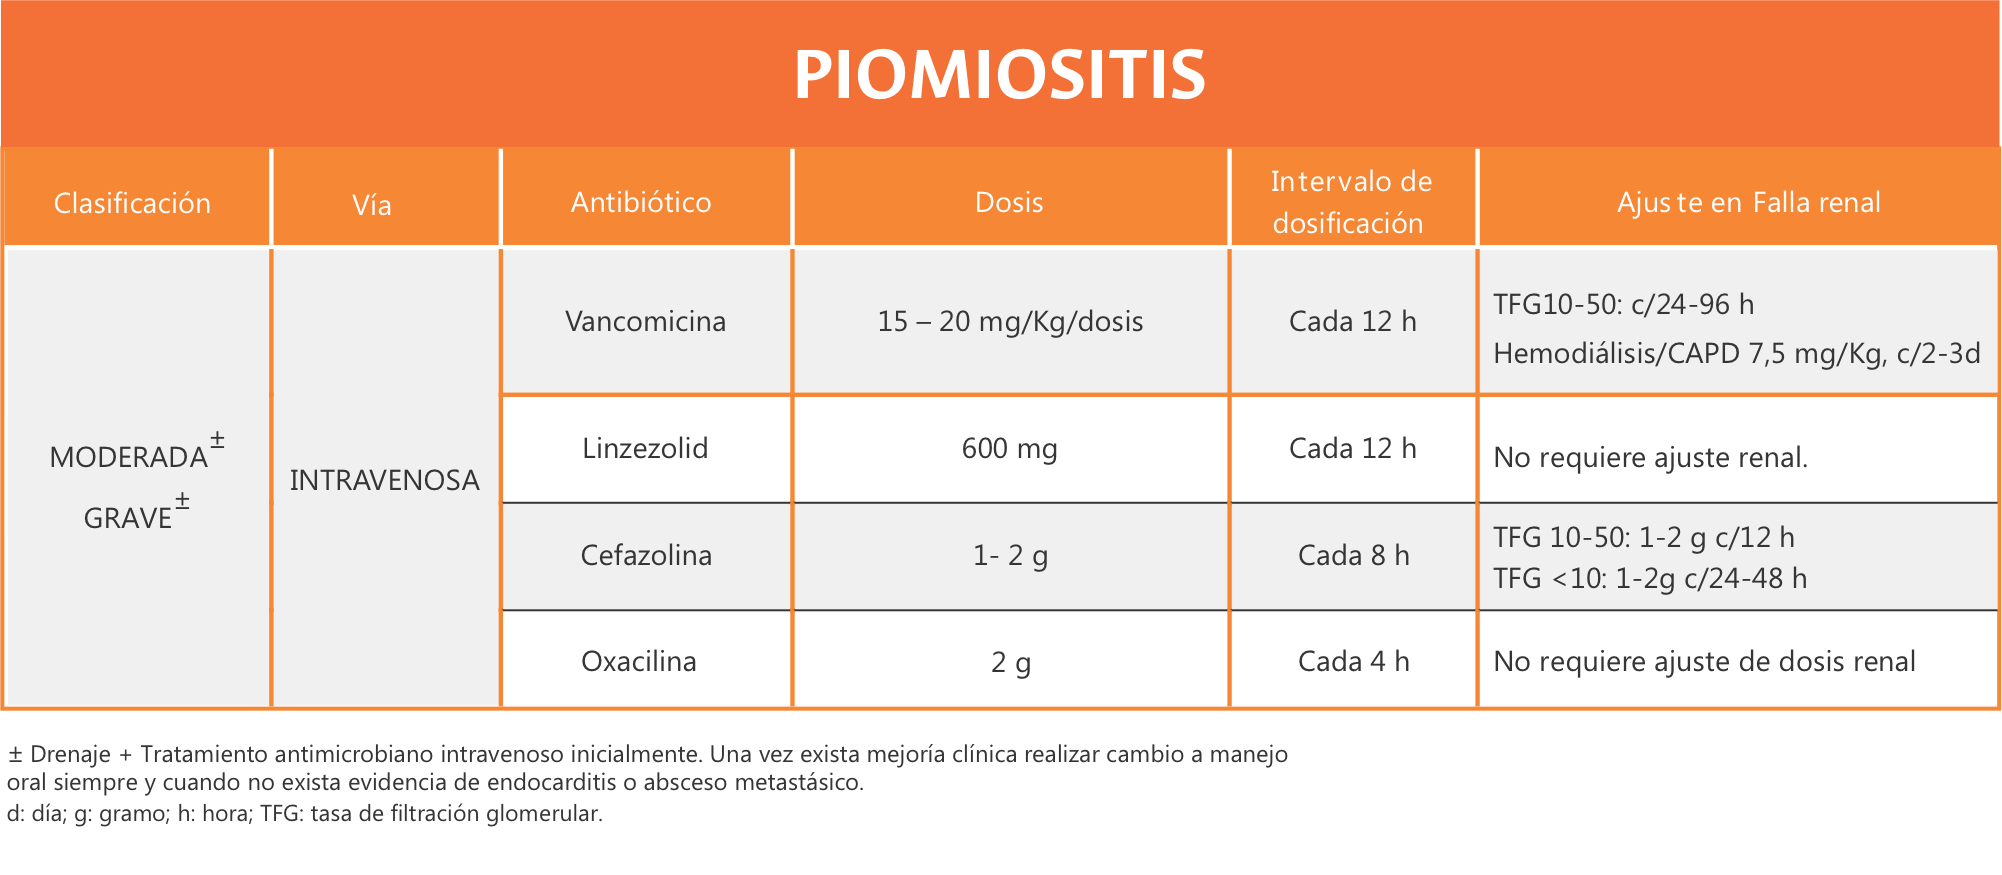 PIOMIOSITIS
Clasificación
Vía
Antibiótico
Dosis
Intervalo de
dosificación
Ajuste en Falla renal
MODERADA±
GRAVE±
INTRAVENOSA
Vancomicina
15 – 20 mg/Kg/dosis
Cada 12 h
TFG10-50: c/24-96 h
Hemodiálisis/CAPD 7,5 mg/Kg, c/2-3d
Linzezolid
600 mg
Cada 12 h
No requiere ajuste renal.
Cefazolina
1- 2 g
Cada 8 h
TFG 10-50: 1-2 g c/12 h
TFG <10: 1-2g c/24-48 h
Oxacilina
2 g
Cada 4 h
No requiere ajuste de dosis renal
± Drenaje + Tratamiento antimicrobiano intravenoso inicialmente. Una vez exista mejoría clínica realizar cambio a manejo
oral siempre y cuando no exista evidencia de endocarditis o absceso metastásico.
d: día; g: gramo; h: hora; TFG: tasa de filtración glomerular.